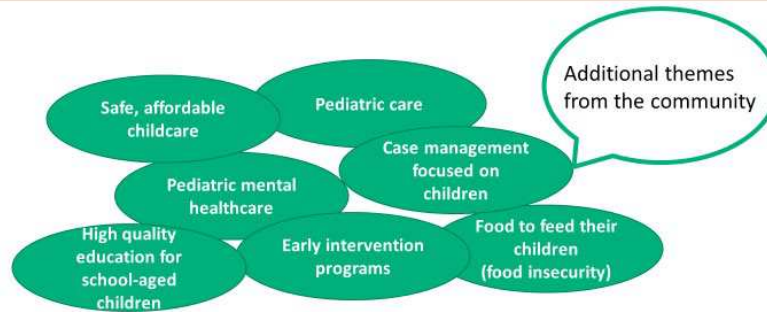 Safe, affordable
childcare
Pediatric care
Additional themes
from the community
Case management
focused on
children
Pediatric mental
healthcare
High quality
education for
school-aged
children
Early intervention
programs
Food to feed their
children
(food insecurity)